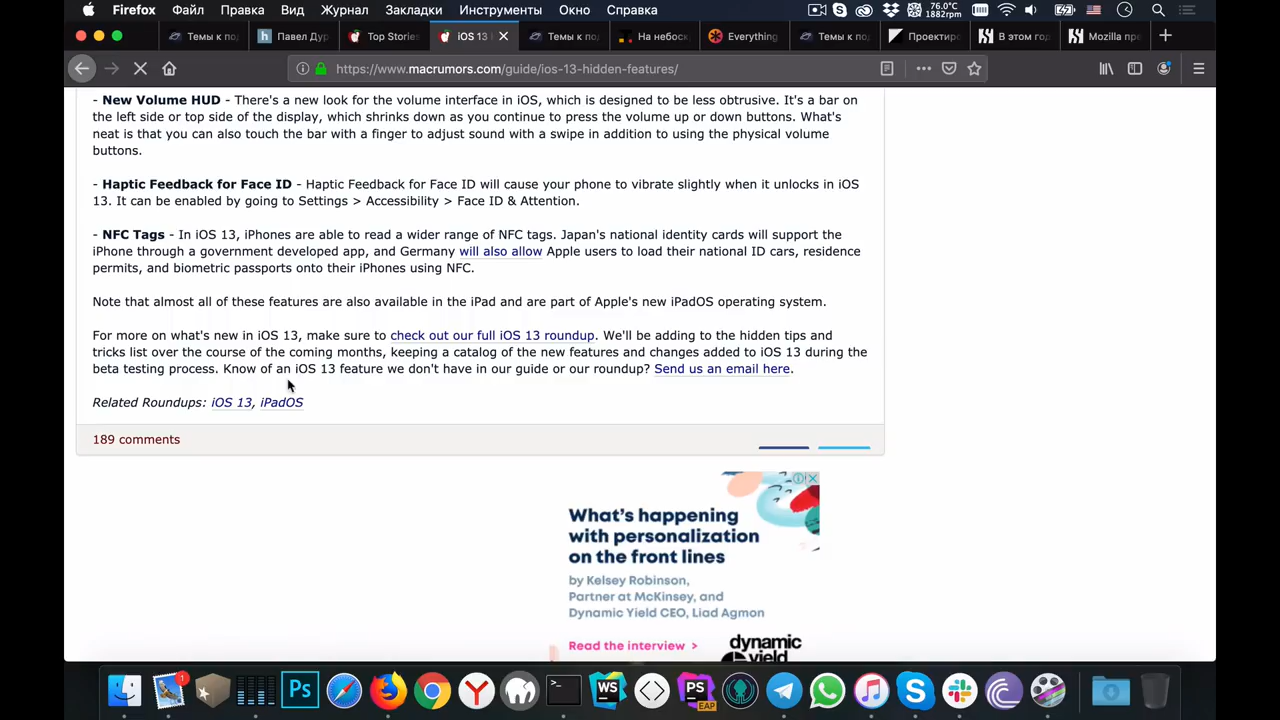 Firefox Файл Правка Вид Журнал Закладки Инструменты Окно Справка 76.0°C 1882rpm
Темы к по Павел Дур Top Stories iOS 13 Темы к по На небоск Everything Темы к по Проектиро В этом год Mozilla пре
https://www.macrumors.com/guide/ios-13-hidden-features/
- New Volume HUD - There's a new look for the volume interface in iOS, which is designed to be less obtrusive. It's a bar on
the left side or top side of the display, which shrinks down as you continue to press the volume up or down buttons. What's
neat is that you can also touch the bar with a finger to adjust sound with a swipe in addition to using the physical volume
buttons.
- Haptic Feedback for Face ID - Haptic Feedback for Face ID will cause your phone to vibrate slightly when it unlocks in iOS
13. It can be enabled by going to Settings > Accessibility > Face ID & Attention.
- NFC Tags - In iOS 13, iPhones are able to read a wider range of NFC tags. Japan's national identity cards will support the
iPhone through a government developed app, and Germany will also allow Apple users to load their national ID cars, residence
permits, and biometric passports onto their iPhones using NFC.
Note that almost all of these features are also available in the iPad and are part of Apple's new iPadOS operating system.
For more on what's new in iOS 13, make sure to check out our full iOS 13 roundup. We'll be adding to the hidden tips and
tricks list over the course of the coming months, keeping a catalog of the new features and changes added to iOS 13 during the
beta testing process. Know of an iOS 13 feature we don't have in our guide or our roundup? Send us an email here.
Related Roundups: iOS 13, iPadOS
189 comments
What's happening
with personalization
on the front lines
by Kelsey Robinson,
Partner at McKinsey, and
Dynamic Yield CEO, Liad Agmon
Read the interview >
dynamic
yield
1
Ps
WS
PS
EAP